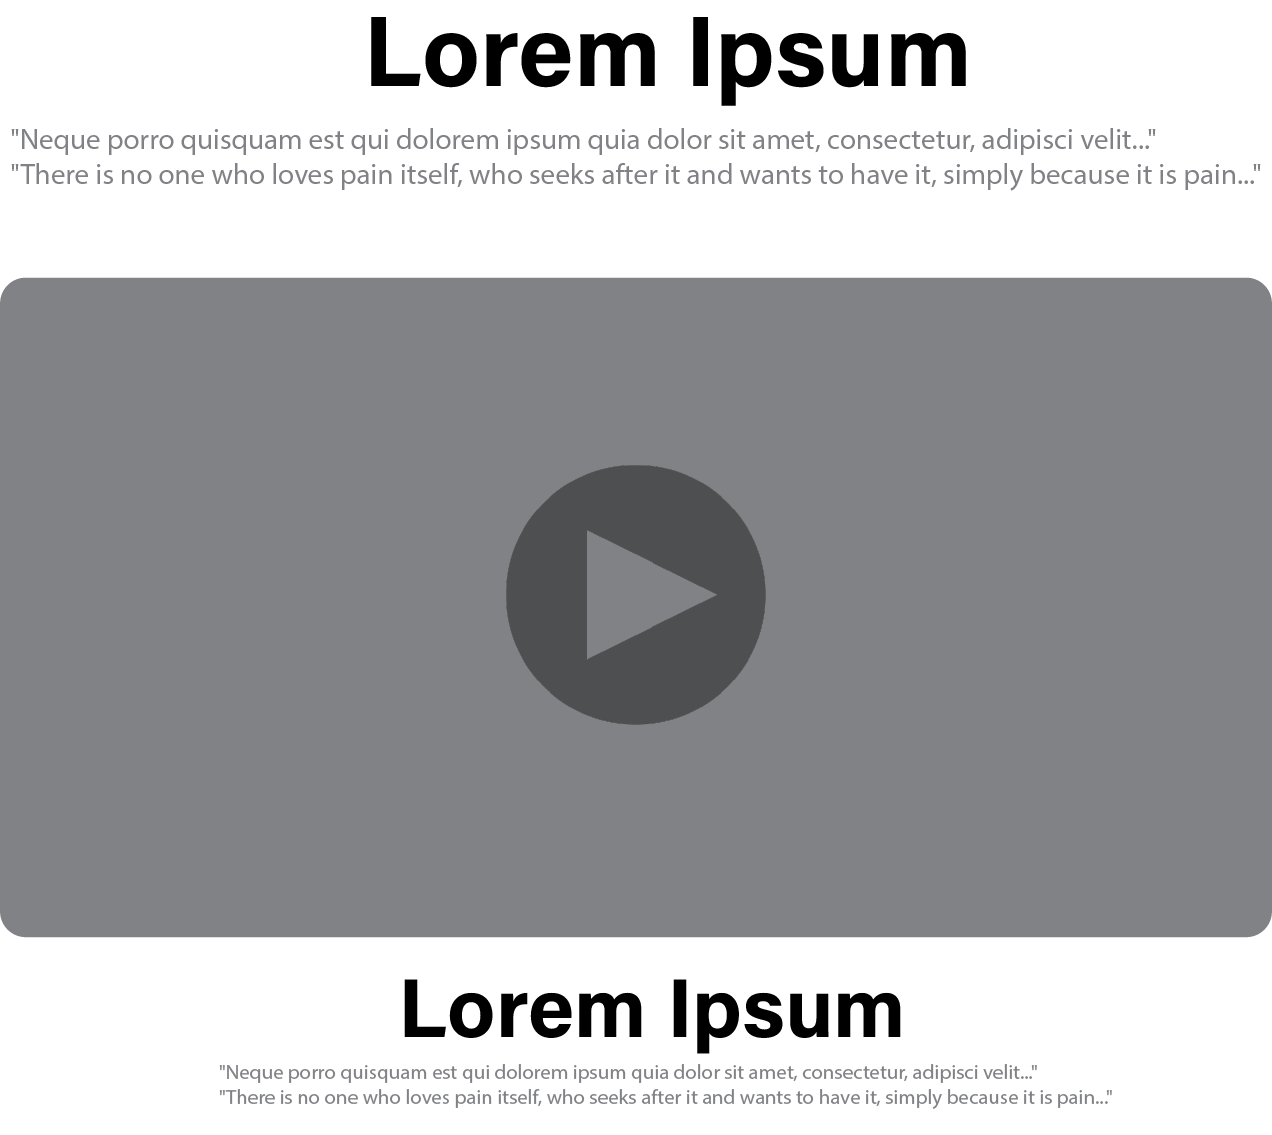 Lorem Ipsum
"Neque porro quisquam est qui dolorem ipsum quia dolor sit amet, consectetur, adipisci velit..."
"There is no one who loves pain itself, who seeks after it and wants to have it, simply because it is pain..."
Lorem Ipsum
"Neque porro quisquam est qui dolorem ipsum quia dolor sit amet, consectetur, adipisci velit..."
"There is no one who loves pain itself, who seeks after it and wants to have it, simply because it is pain..."